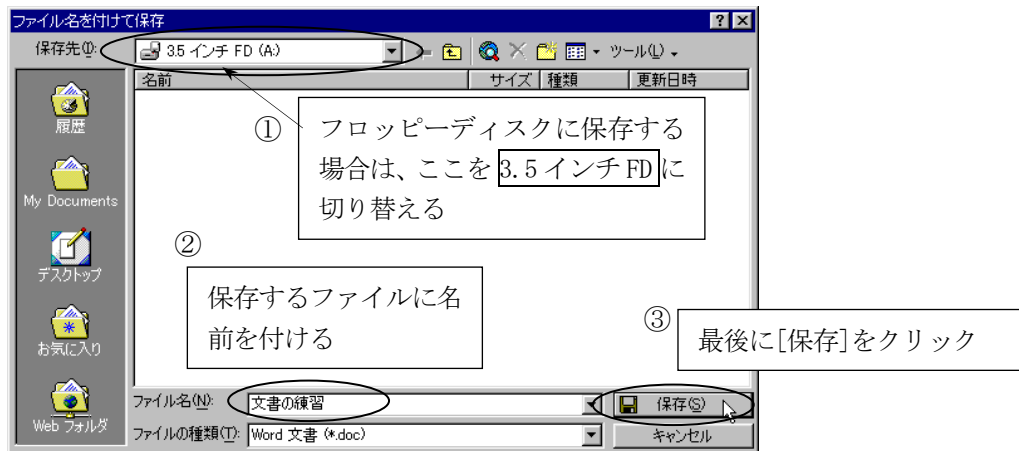 ファイル名を付けて保存
保存先(I):
3.5 インチ FD (A:)
ツール(L)
名前 サイズ 種類 更新日時
履歴
My Documents
デスクトップ
お気に入り
Web フォルダ
①
フロッピーディスクに保存する
場合は、ここを 3.5 インチ FD に
切り替える
②
保存するファイルに名
前を付ける
③
最後に[保存]をクリック
ファイル名(N): 文書の練習 保存(S)
ファイルの種類(T): Word 文書 (*.doc) キャンセル